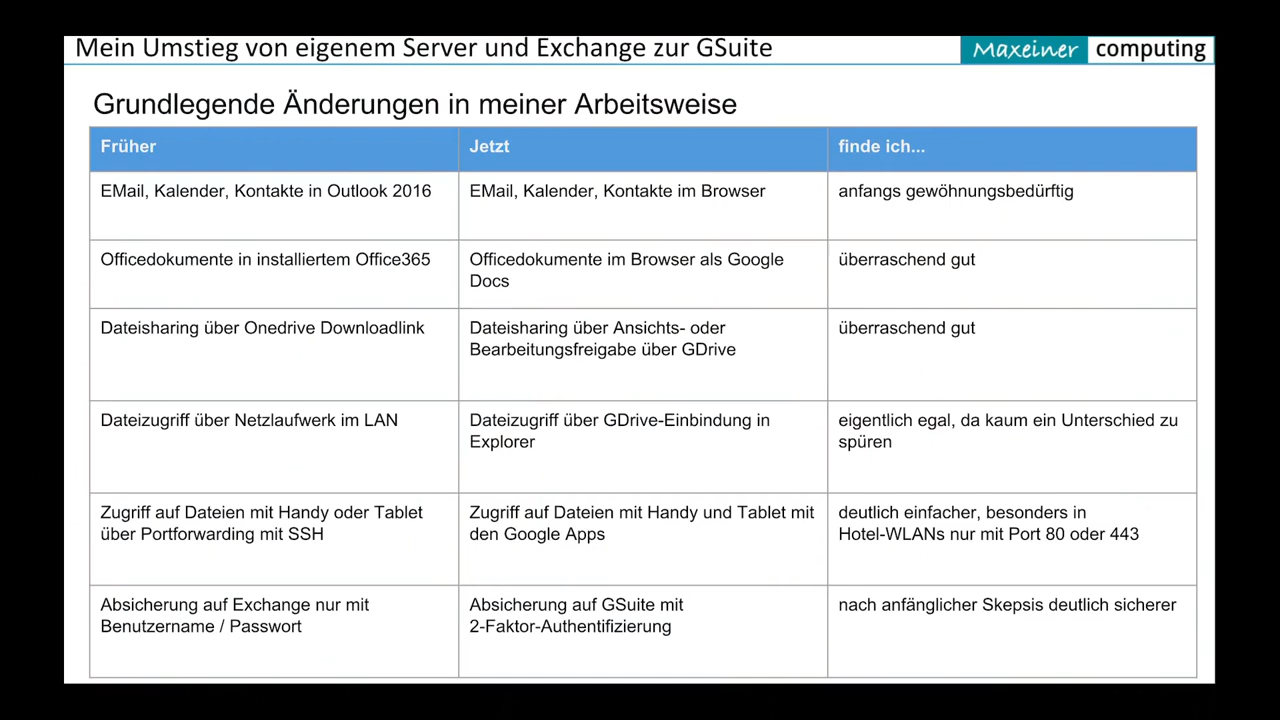 Mein Umstieg von eigenem Server und Exchange zur GSuite
Maxeiner computing
Grundlegende Änderungen in meiner Arbeitsweise
Früher
Jetzt
finde ich...
EMail, Kalender, Kontakte in Outlook 2016
EMail, Kalender, Kontakte im Browser
anfangs gewöhnungsbedürftig
Officedokumente in installiertem Office365
Officedokumente im Browser als Google
Docs
überraschend gut
Dateisharing über Onedrive Downloadlink
Dateisharing über Ansichts- oder
Bearbeitungsfreigabe über GDrive
überraschend gut
Dateizugriff über Netzlaufwerk im LAN
Dateizugriff über GDrive-Einbindung in
Explorer
eigentlich egal, da kaum ein Unterschied zu
spüren
Zugriff auf Dateien mit Handy oder Tablet
über Portforwarding mit SSH
Zugriff auf Dateien mit Handy und Tablet mit
den Google Apps
deutlich einfacher, besonders in
Hotel-WLANs nur mit Port 80 oder 443
Absicherung auf Exchange nur mit
Benutzername / Passwort
Absicherung auf GSuite mit
2-Faktor-Authentifizierung
nach anfänglicher Skepsis deutlich sicherer